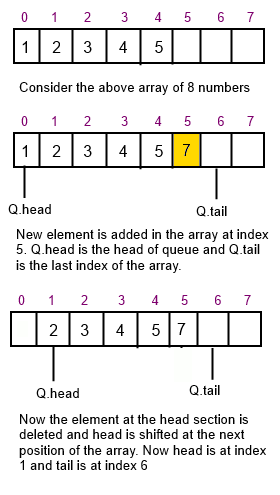 0 1 2 3 4 5 6 7
1 2 3 4 5
Consider the above array of 8 numbers
0 1 2 3 4 5 6 7
1 2 3 4 5 7
Q.head Q.tail
New element is added in the array at index
5. Q.head is the head of queue and Q.tail
is the last index of the array.
0 1 2 3 4 5 6 7
2 3 4 5 7
Q.head Q.tail
Now the element at the head section is
deleted and head is shifted at the next
position of the array. Now head is at index
1 and tail is at index 6